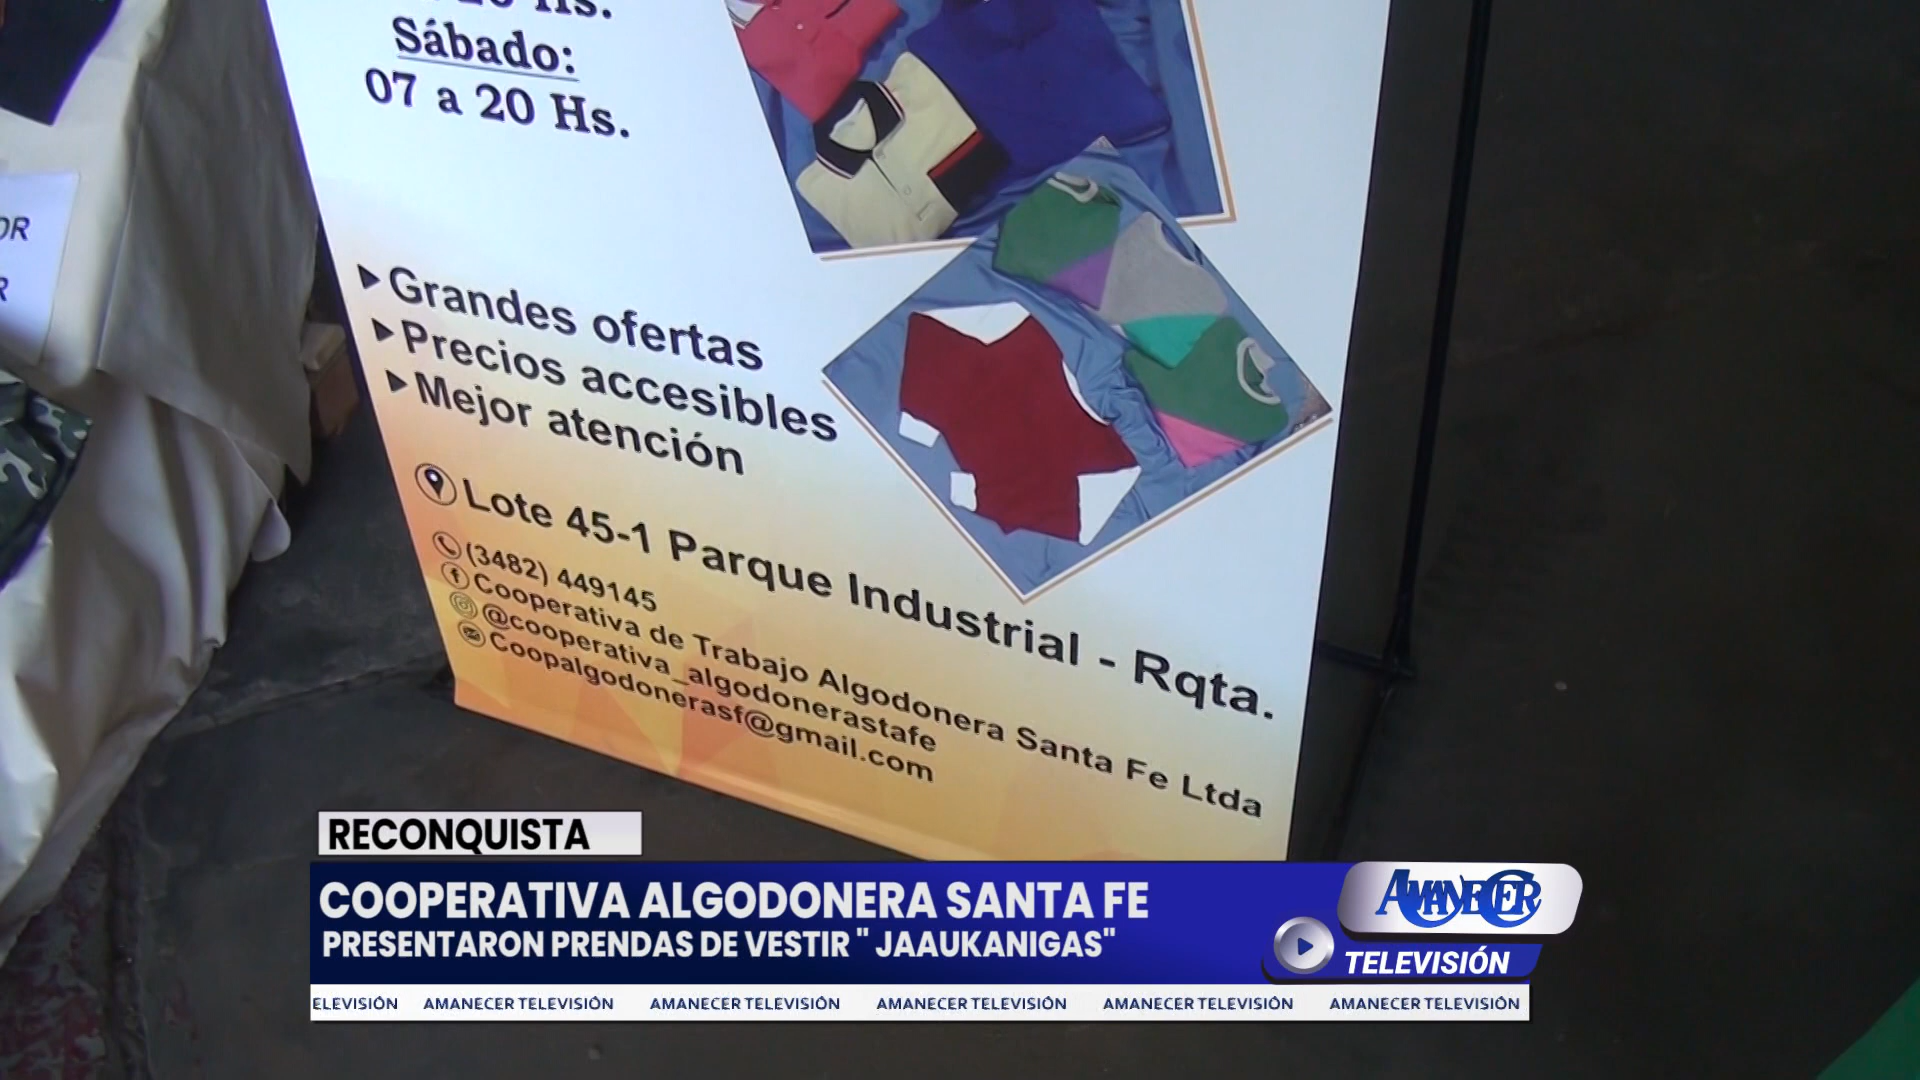 Hs.
Sábado:
07 a 20 Hs.
OR
R
Grandes ofertas
Precios accesibles
Mejor atención
Lote 45-1 Parque Industrial - Rqta.
(3482) 449145
Cooperativa de Trabajo Algodonera Santa Fe Ltda
@cooperativa_algodonerastafe
Coopalgodonerasf@gmail.com
RECONQUISTA
COOPERATIVA ALGODONERA SANTA FE
PRESENTARON PRENDAS DE VESTIR " JAAUKANIGAS"
AMANECER
TELEVISIÓN
ELEVISIÓN AMANECER TELEVISIÓN AMANECER TELEVISIÓN AMANECER TELEVISIÓN AMANECER TELEVISIÓN AMANECER TELEVISIÓN